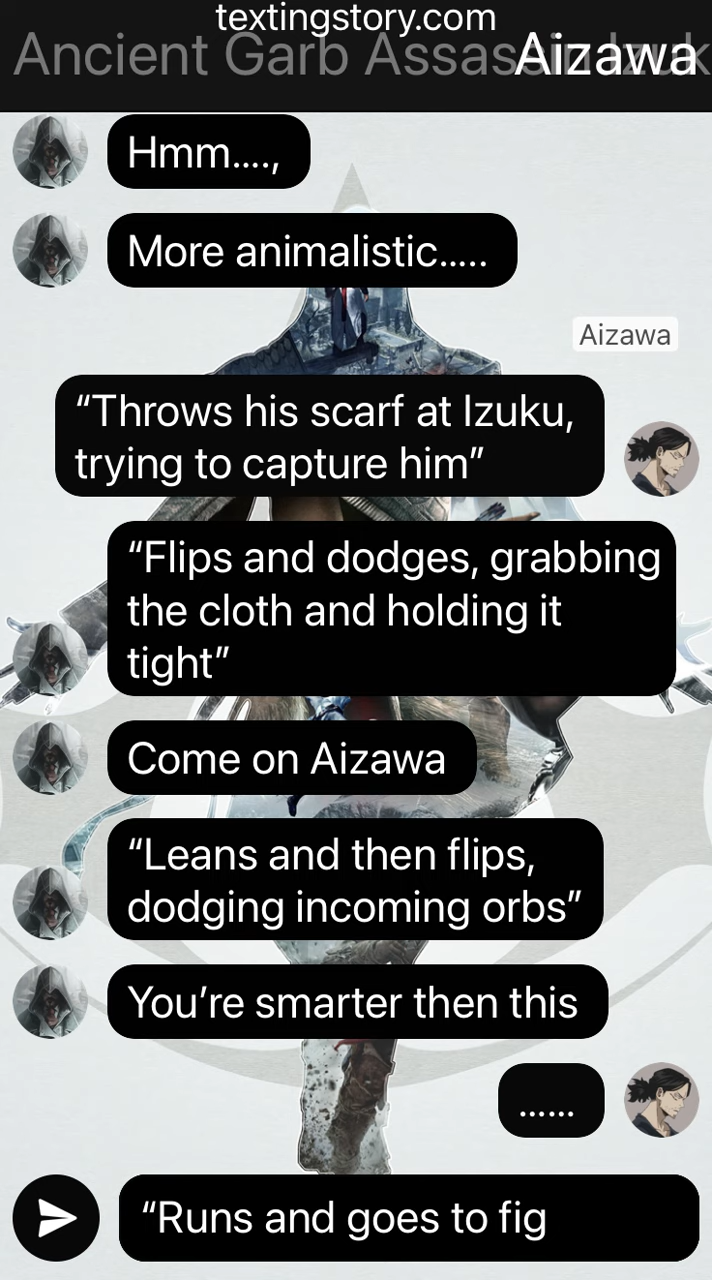 textingstory.com
Ancient Garb Assassin Izuk
Aizawa
Hmm....,
More animalistic.....
Aizawa
“Throws his scarf at Izuku,
trying to capture him”
“Flips and dodges, grabbing
the cloth and holding it
tight”
Come on Aizawa
“Leans and then flips,
dodging incoming orbs”
You’re smarter then this
......
“Runs and goes to fig